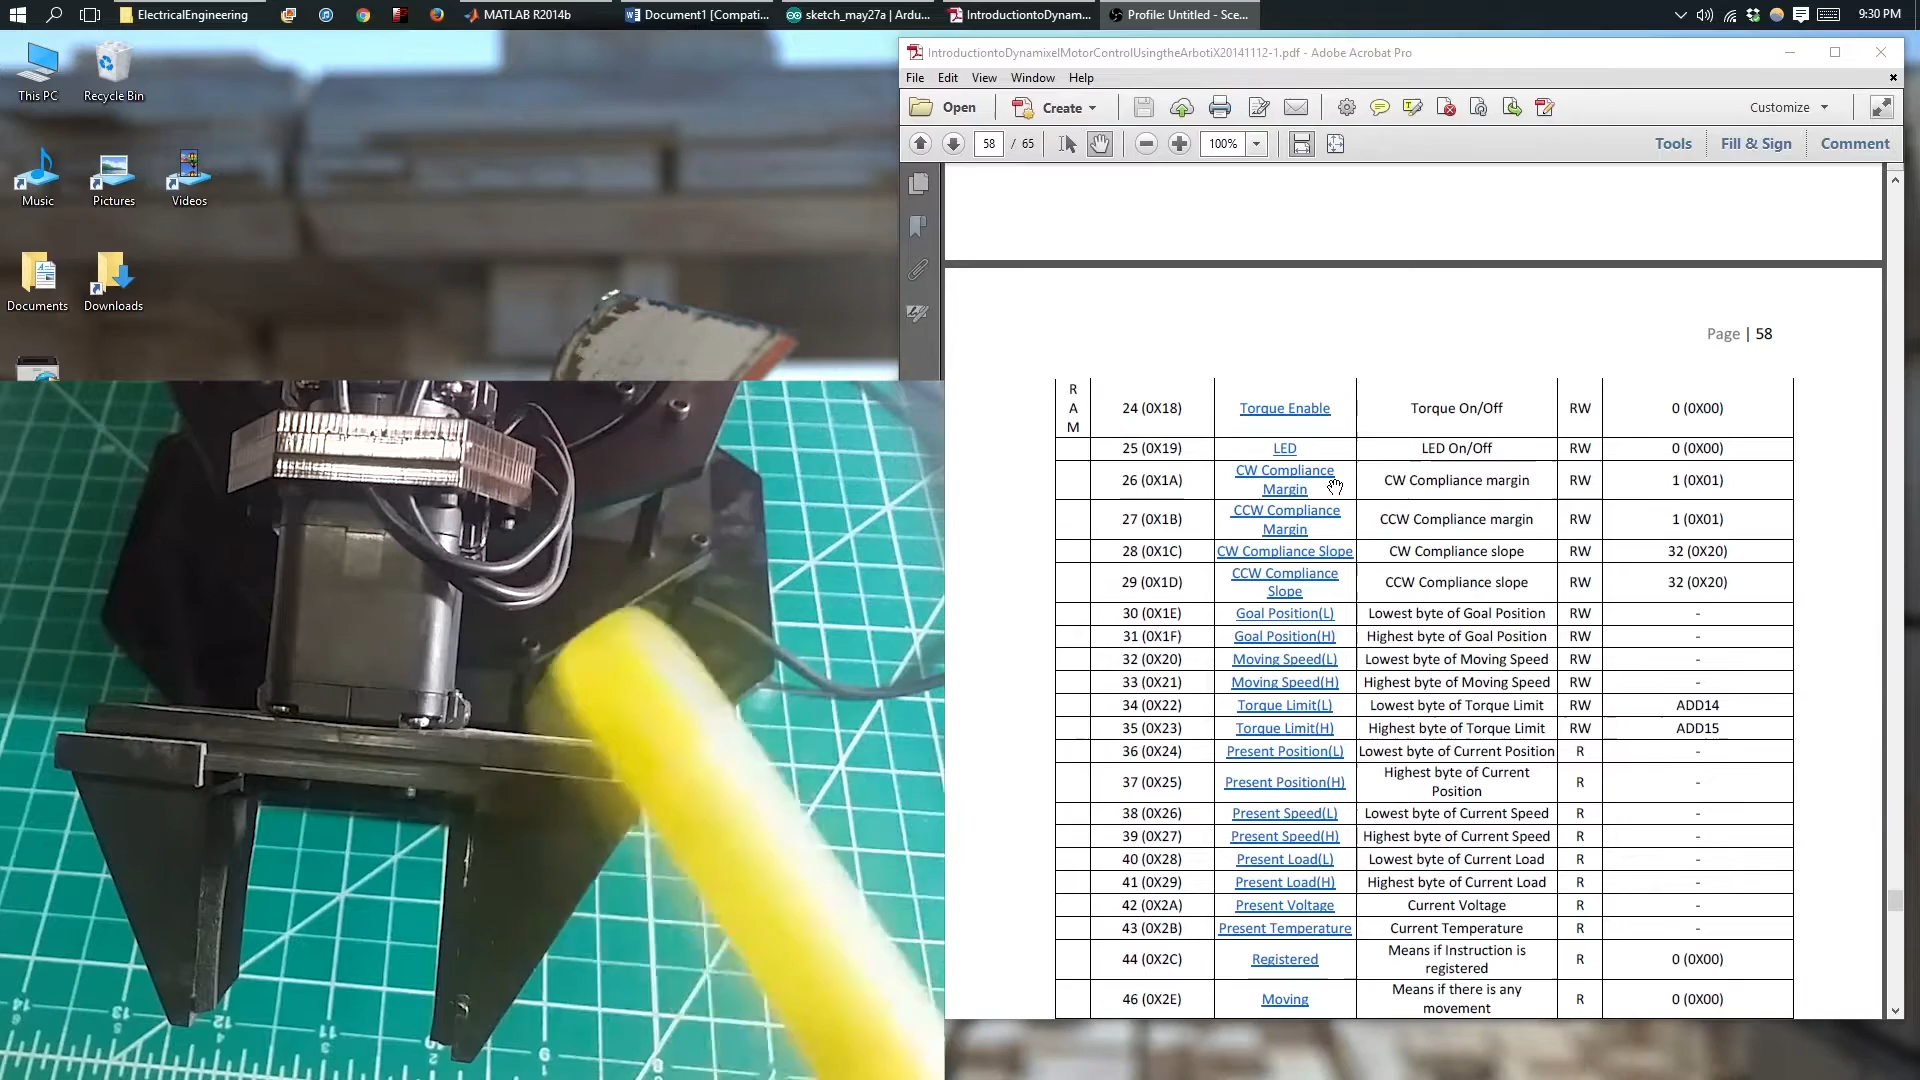 ElectricalEngineering
MATLAB R2014b
Document1 [Compati...
sketch_may27a | Ardu...
IntroductiontoDynam...
Profile: Untitled - Sce...
9:30 PM
This PC
Recycle Bin
Music
Pictures
Videos
Documents
Downloads
IntroductiontoDynamixelMotorControlUsingtheArbotiX20141112-1.pdf - Adobe Acrobat Pro
File Edit View Window Help
Open
Create
Customize
58 / 65
100%
Tools
Fill & Sign
Comment
Page | 58
R
A
M
24 (0X18) Torque Enable Torque On/Off RW 0 (0X00)
25 (0X19) LED LED On/Off RW 0 (0X00)
26 (0X1A) CW Compliance Margin CW Compliance margin RW 1 (0X01)
27 (0X1B) CCW Compliance Margin CCW Compliance margin RW 1 (0X01)
28 (0X1C) CW Compliance Slope CW Compliance slope RW 32 (0X20)
29 (0X1D) CCW Compliance Slope CCW Compliance slope RW 32 (0X20)
30 (0X1E) Goal Position(L) Lowest byte of Goal Position RW -
31 (0X1F) Goal Position(H) Highest byte of Goal Position RW -
32 (0X20) Moving Speed(L) Lowest byte of Moving Speed RW -
33 (0X21) Moving Speed(H) Highest byte of Moving Speed RW -
34 (0X22) Torque Limit(L) Lowest byte of Torque Limit RW ADD14
35 (0X23) Torque Limit(H) Highest byte of Torque Limit RW ADD15
36 (0X24) Present Position(L) Lowest byte of Current Position R -
37 (0X25) Present Position(H) Highest byte of Current Position R -
38 (0X26) Present Speed(L) Lowest byte of Current Speed R -
39 (0X27) Present Speed(H) Highest byte of Current Speed R -
40 (0X28) Present Load(L) Lowest byte of Current Load R -
41 (0X29) Present Load(H) Highest byte of Current Load R -
42 (0X2A) Present Voltage Current Voltage R -
43 (0X2B) Present Temperature Current Temperature R -
44 (0X2C) Registered Means if Instruction is registered R 0 (0X00)
46 (0X2E) Moving Means if there is any movement R 0 (0X00)
14 13 12 11 10 9 8